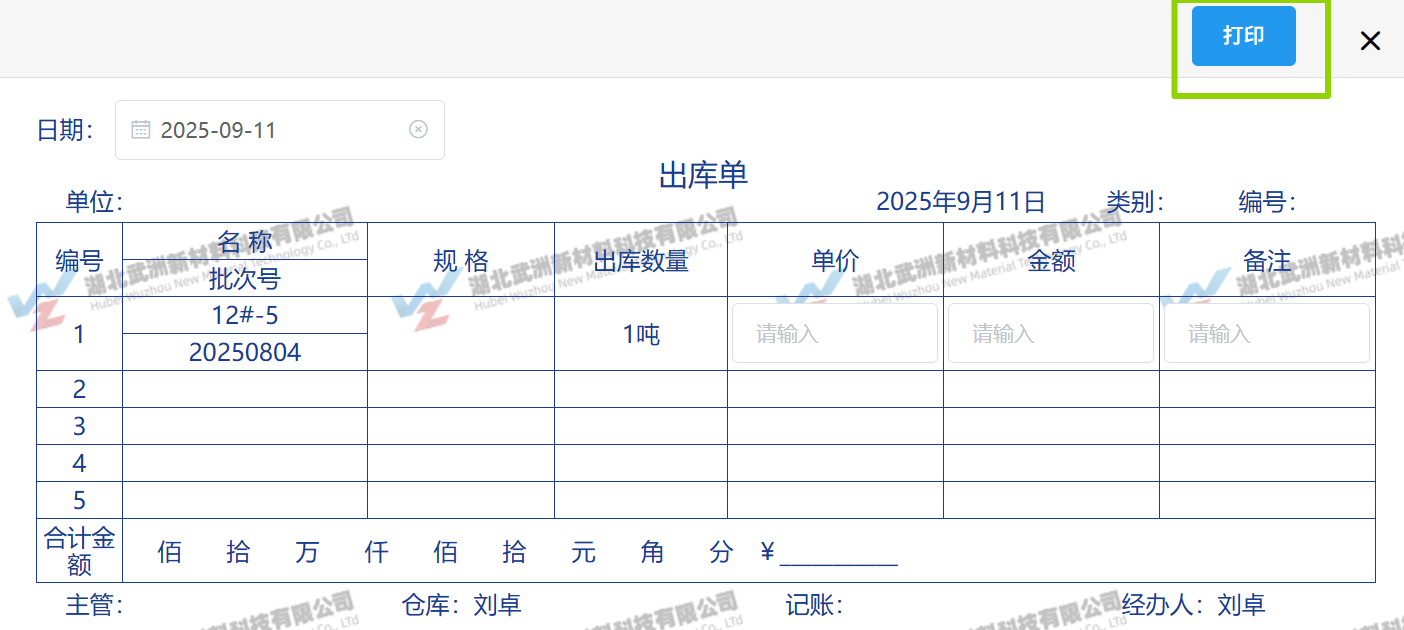 打印
日期：
2025-09-11
出库单
单位：
2025年9月11日
类别：
编号：
编号
名 称
批次号
规 格
出库数量
单价
金额
备注
1
12#-5
20250804
1吨
请输入
请输入
请输入
2
3
4
5
合计金额
佰 拾 万 仟 佰 拾 元 角 分 ¥_________
主管：
仓库：刘卓
记账：
经办人：刘卓
湖北武洲新材料科技有限公司
Hubei Wuzhou New Material Technology Co., Ltd